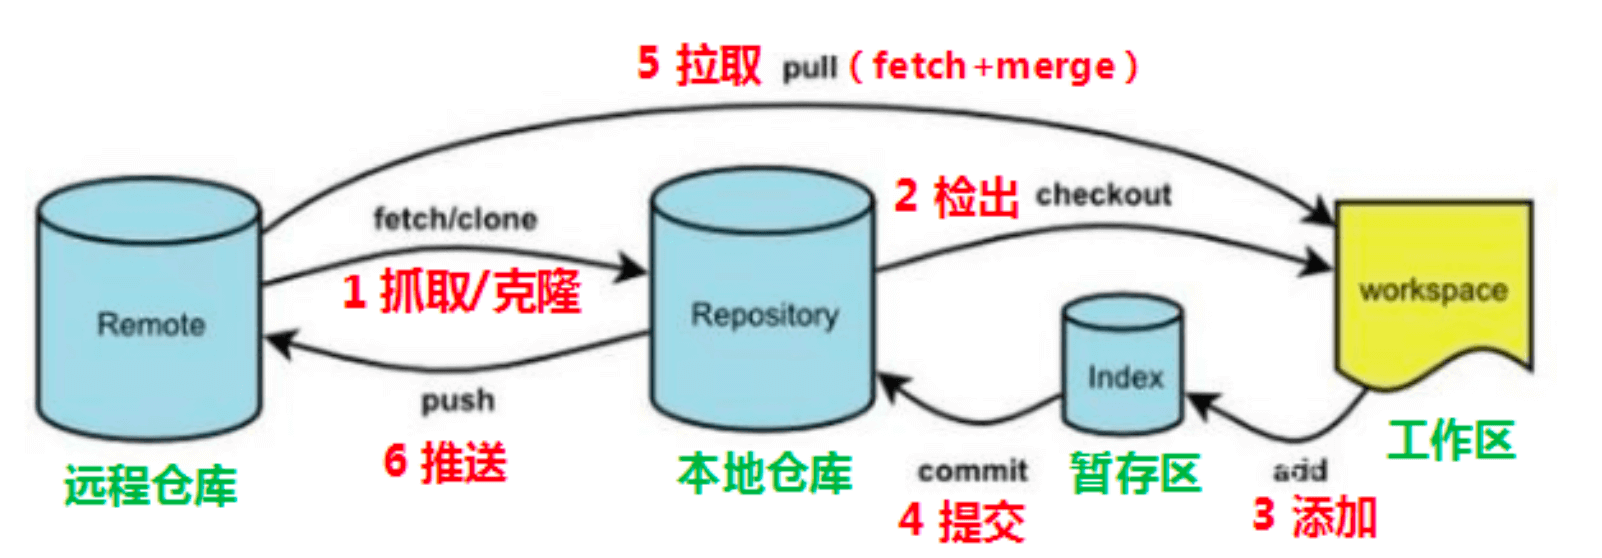 5 拉取 pull（fetch+merge）
2 检出 checkout
fetch/clone
1 抓取/克隆
workspace
Remote
Repository
Index
push
6 推送
远程仓库
本地仓库
commit
4 提交
暂存区
add
3 添加
工作区